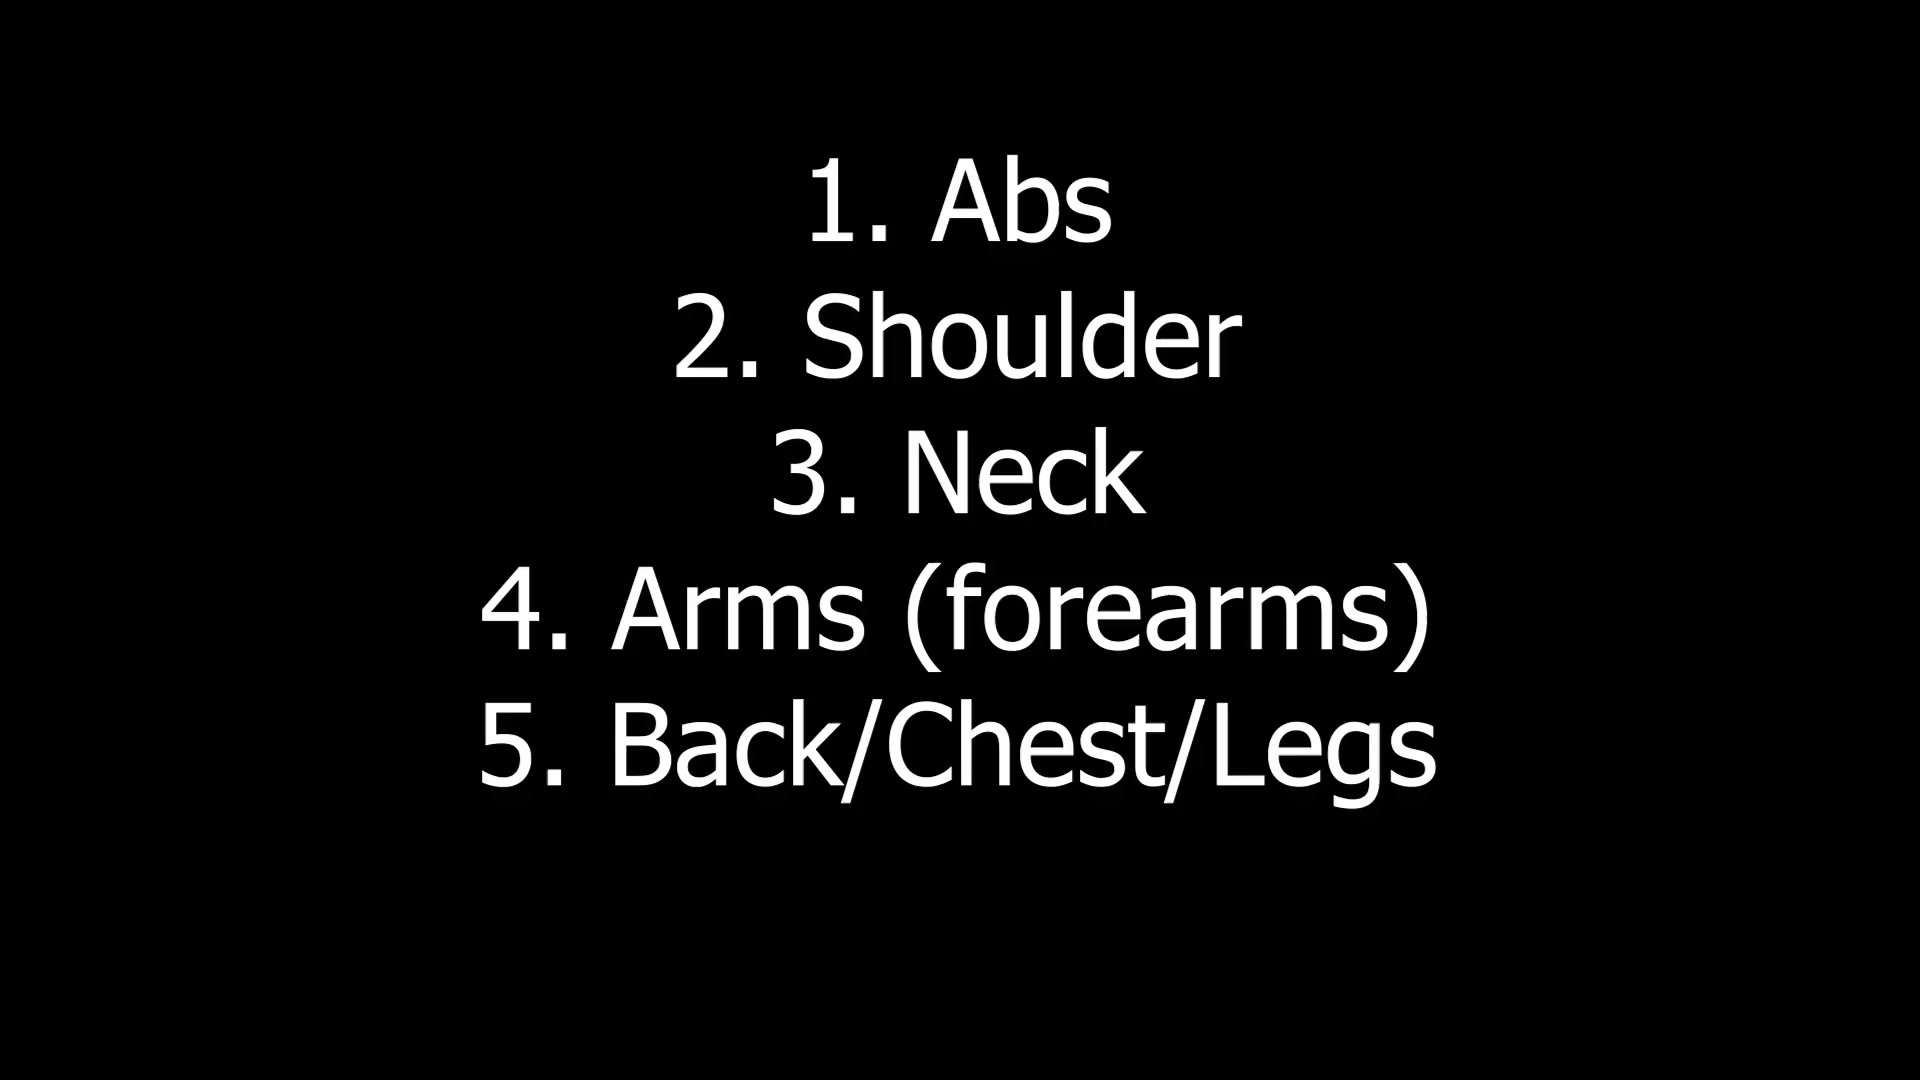 1. Abs
2. Shoulder
3. Neck
4. Arms (forearms)
5. Back/Chest/Legs